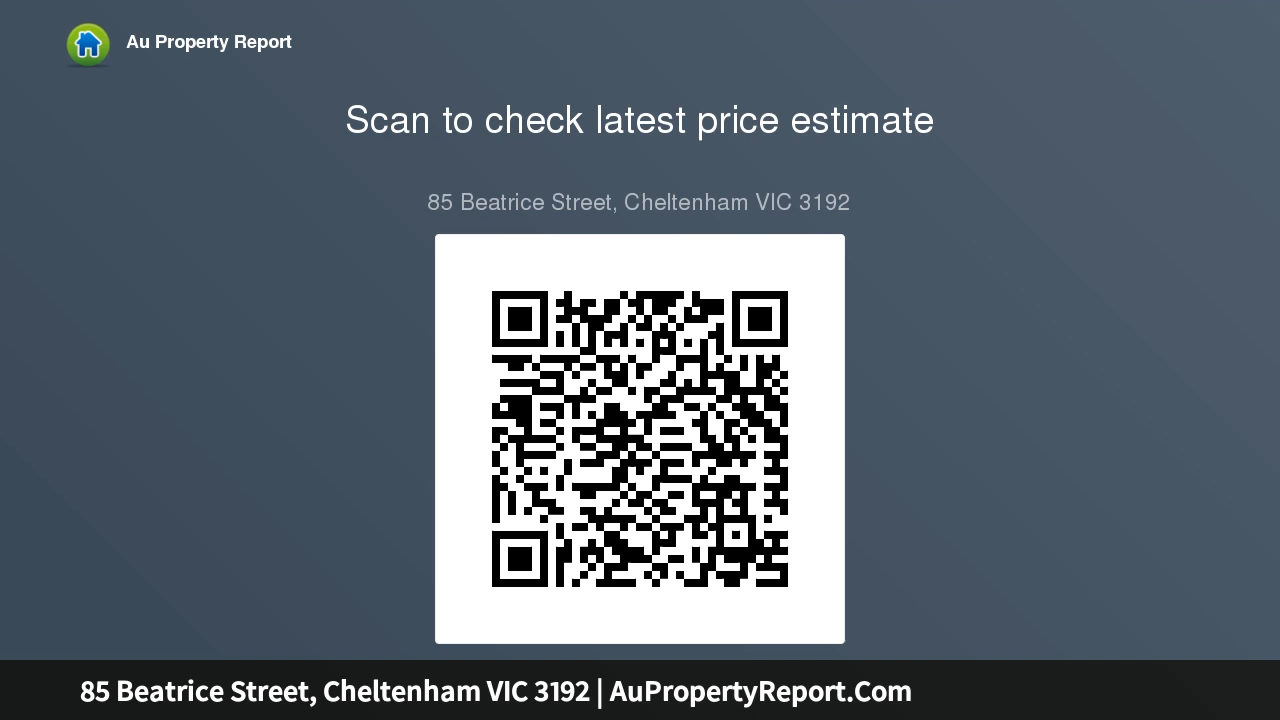 Au Property Report
Scan to check latest price estimate
85 Beatrice Street, Cheltenham VIC 3192
85 Beatrice Street, Cheltenham VIC 3192 | AuPropertyReport.Com